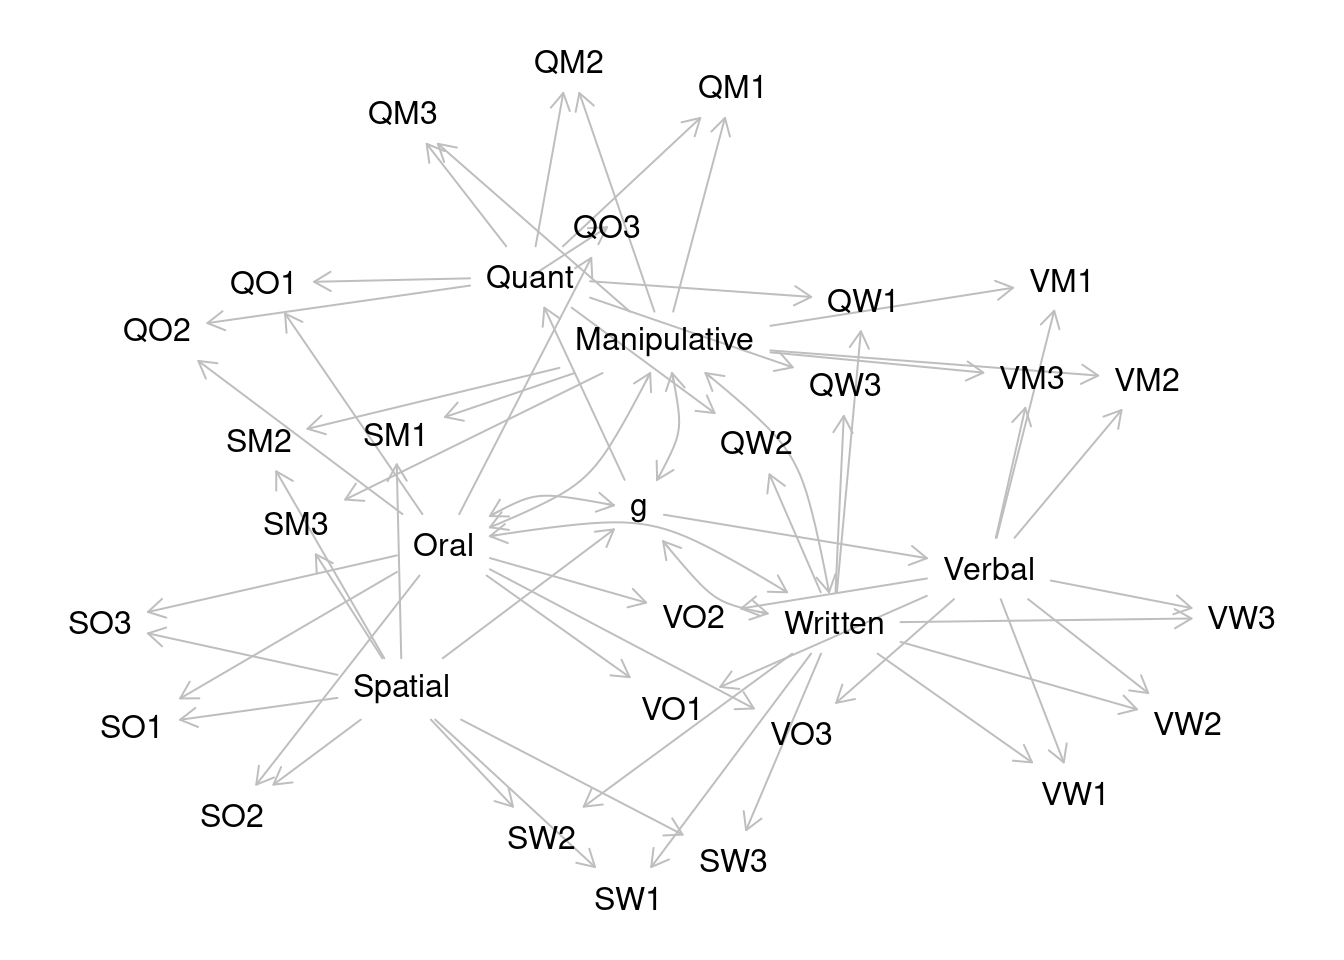 QM2
QM1
QM3
QO3
Quant
QO1
VM1
QW1
QO2
Manipulative
VM3
VM2
QW3
SM1
SM2
QW2
g
SM3
Oral
Verbal
VO2
SO3
Written
VW3
Spatial
VO1
SO1
VW2
VO3
VW1
SO2
SW2
SW3
SW1